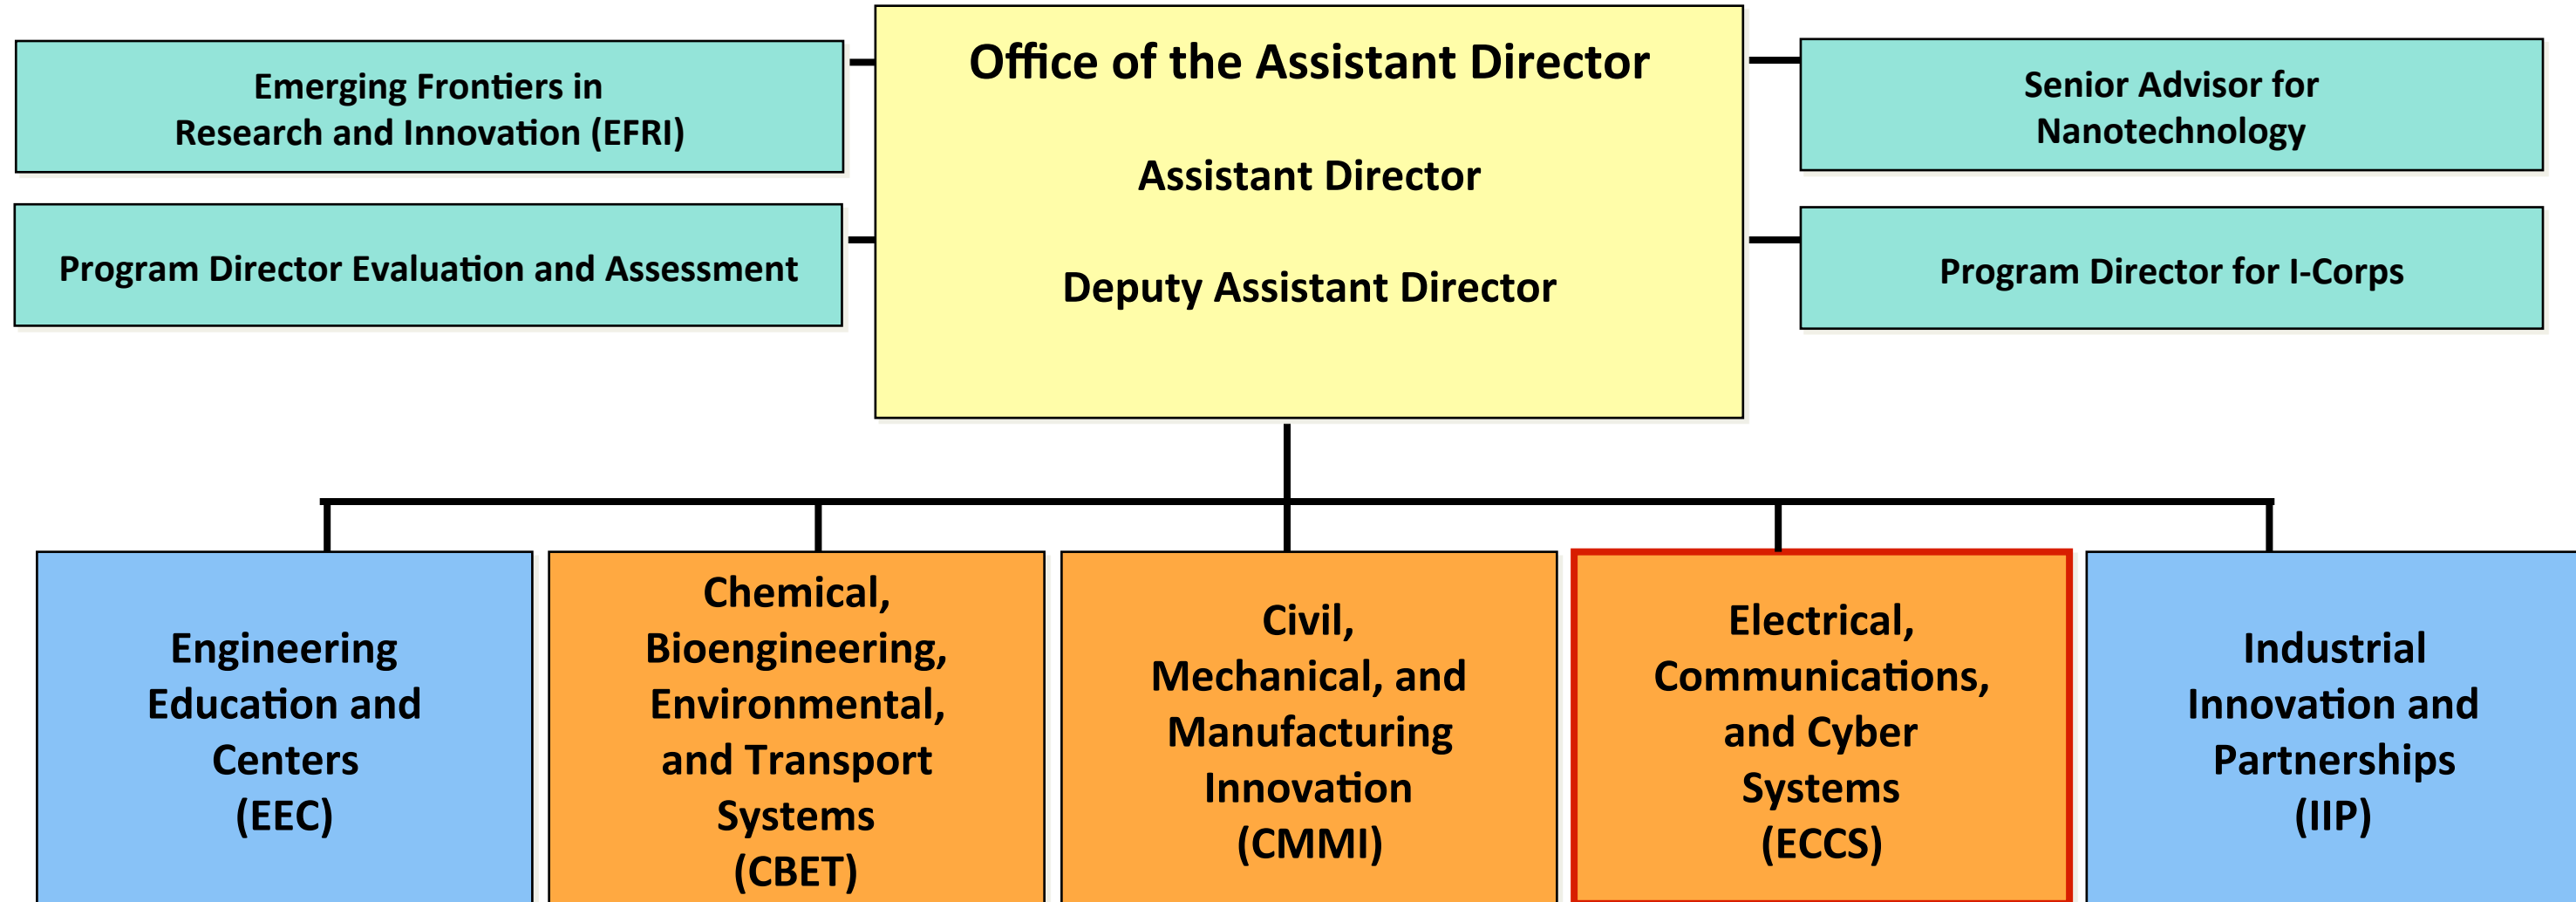 Emerging Frontiers in
Research and Innovation (EFRI)
Program Director Evaluation and Assessment
Office of the Assistant Director
Assistant Director
Deputy Assistant Director
Senior Advisor for
Nanotechnology
Program Director for I-Corps
Engineering
Education and
Centers
(EEC)
Chemical,
Bioengineering,
Environmental,
and Transport
Systems
(CBET)
Civil,
Mechanical, and
Manufacturing
Innovation
(CMMI)
Electrical,
Communications,
and Cyber
Systems
(ECCS)
Industrial
Innovation and
Partnerships
(IIP)